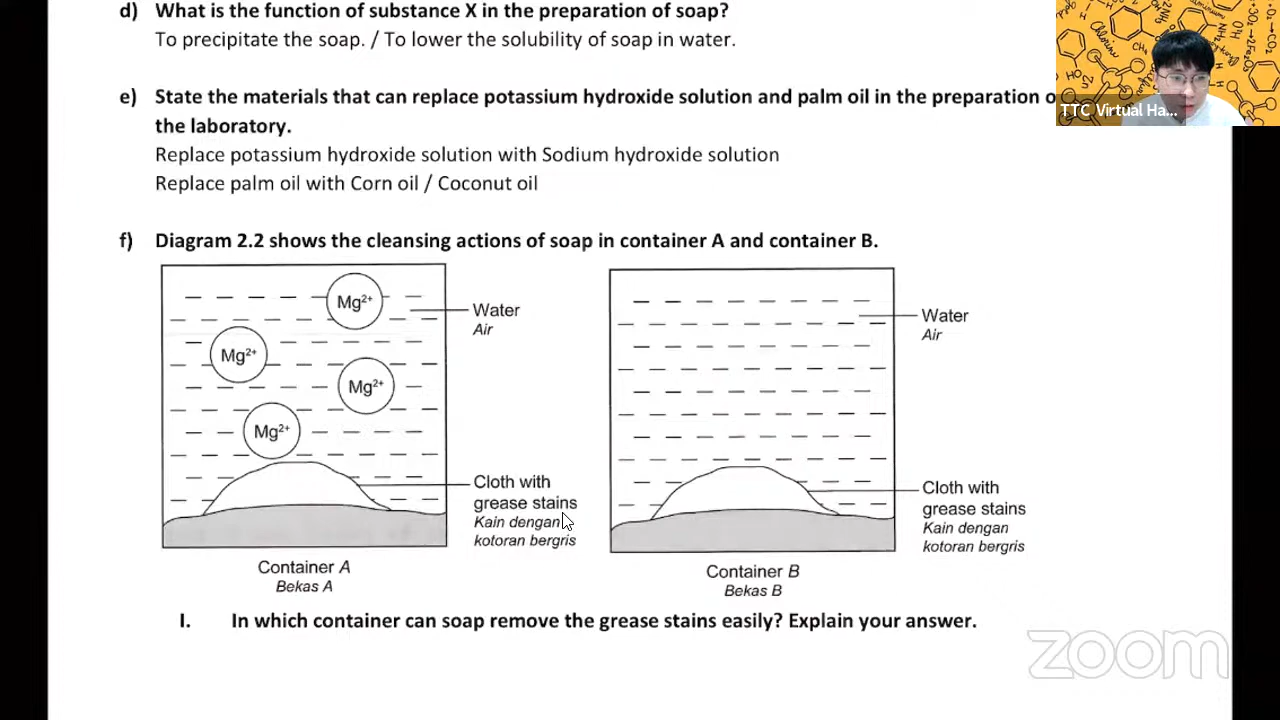 d) What is the function of substance X in the preparation of soap?
To precipitate the soap. / To lower the solubility of soap in water.
e) State the materials that can replace potassium hydroxide solution and palm oil in the preparation o
the laboratory.
Replace potassium hydroxide solution with Sodium hydroxide solution
Replace palm oil with Corn oil / Coconut oil
f) Diagram 2.2 shows the cleansing actions of soap in container A and container B.
Mg²⁺
Mg²⁺
Mg²⁺
Mg²⁺
Water
Air
Cloth with
grease stains
Kain dengan
kotoran bergris
Container A
Bekas A
Water
Air
Cloth with
grease stains
Kain dengan
kotoran bergris
Container B
Bekas B
I. In which container can soap remove the grease stains easily? Explain your answer.
TTC Virtual Ha...
zoom